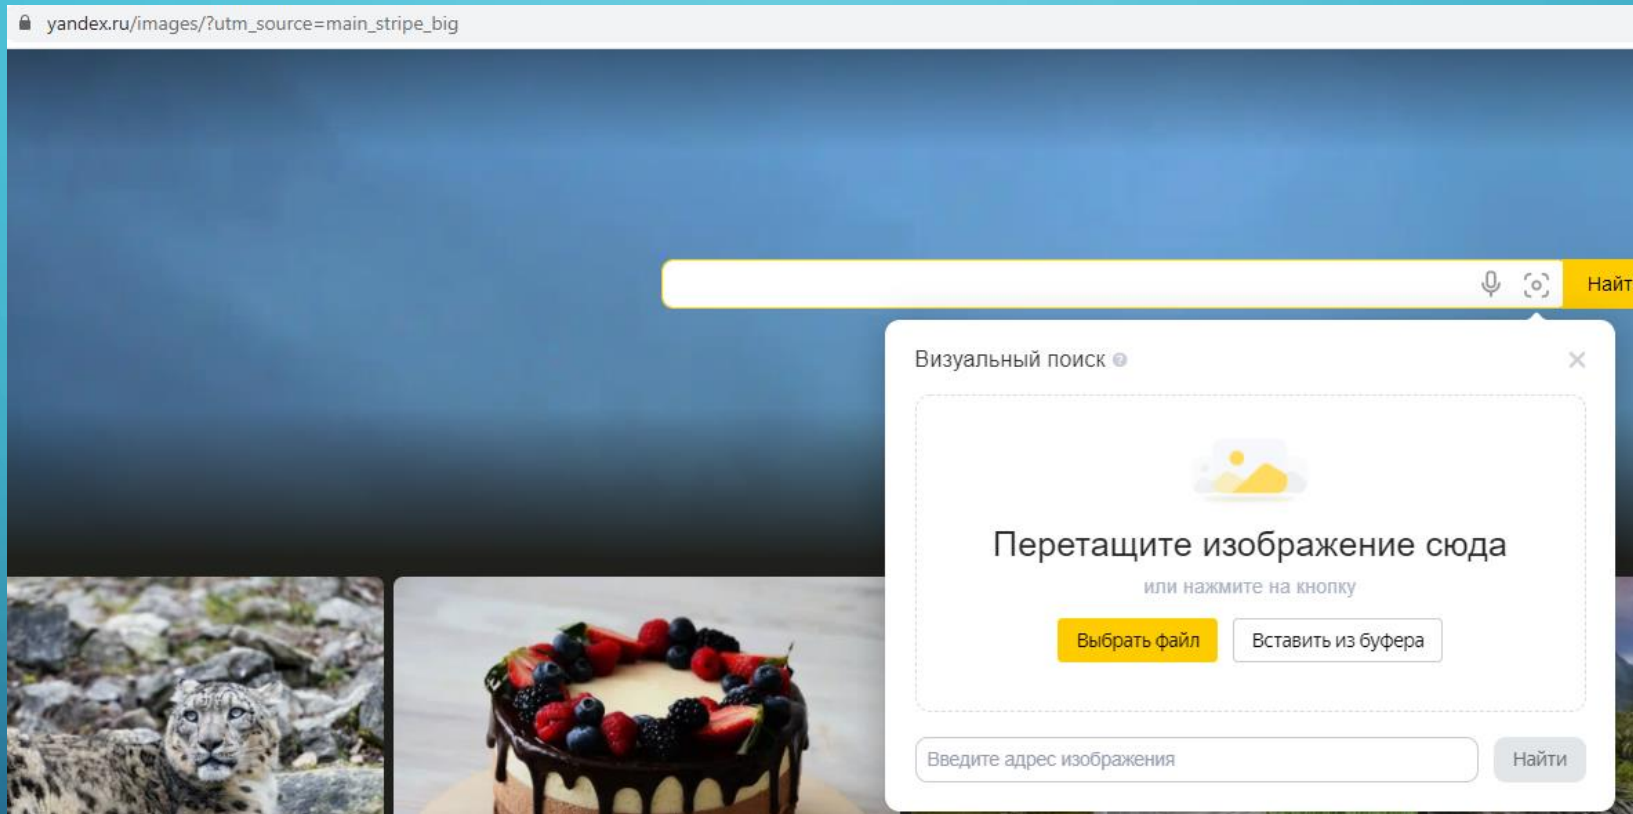 yandex.ru/images/?utm_source=main_stripe_big
Найт
Визуальный поиск
Перетащите изображение сюда
или нажмите на кнопку
Выбрать файл
Вставить из буфера
Введите адрес изображения
Найти